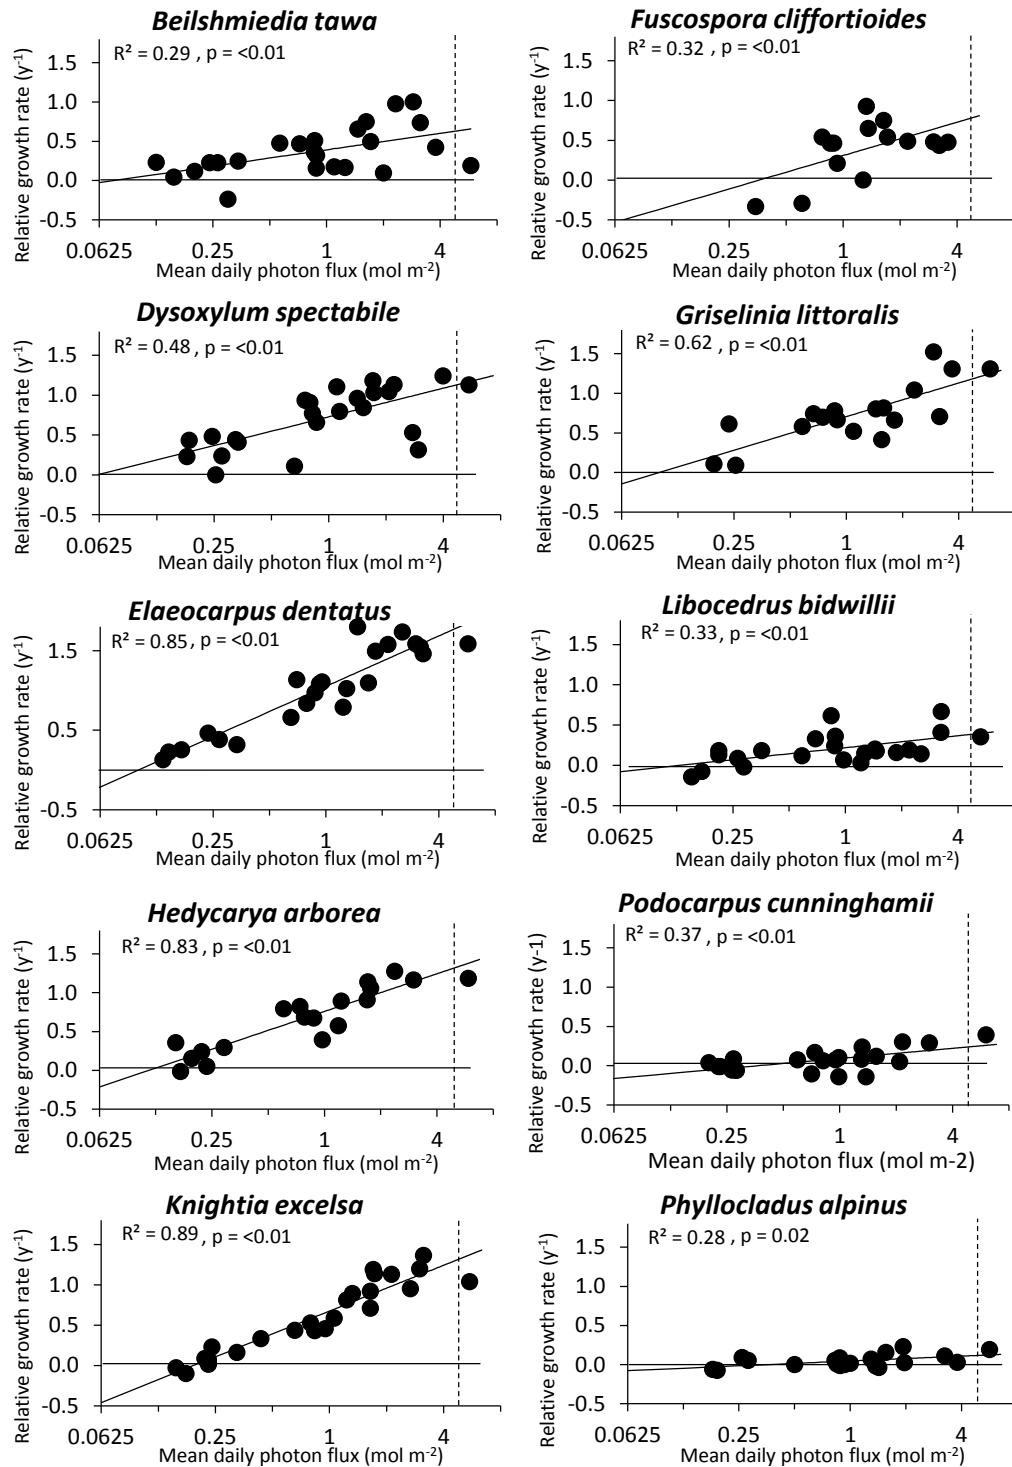 Beilshmiedia tawa
R² = 0.29 , p = <0.01
Relative growth rate (y⁻¹)
1.5
1.0
0.5
0.0
-0.5
0.0625 0.25 1 4
Mean daily photon flux (mol m⁻²)
Fuscospora cliffortioides
R² = 0.32 , p = <0.01
Relative growth rate (y⁻¹)
1.5
1.0
0.5
0.0
-0.5
0.0625 0.25 1 4
Mean daily photon flux (mol m⁻²)
Dysoxylum spectabile
R² = 0.48 , p = <0.01
Relative growth rate (y⁻¹)
1.5
1.0
0.5
0.0
-0.5
0.0625 0.25 1 4
Mean daily photon flux (mol m⁻²)
Griselinia littoralis
R² = 0.62 , p = <0.01
Relative growth rate (y⁻¹)
1.5
1.0
0.5
0.0
-0.5
0.0625 0.25 1 4
Mean daily photon flux (mol m⁻²)
Elaeocarpus dentatus
R² = 0.85 , p = <0.01
Relative growth rate (y⁻¹)
1.5
0.5
-0.5
0.0625 0.25 1 4
Mean daily photon flux (mol m⁻²)
Libocedrus bidwillii
R² = 0.33 , p = <0.01
Relative growth rate (y⁻¹)
1.5
1.0
0.5
0.0
-0.5
0.0625 0.25 1 4
Mean daily photon flux (mol m⁻²)
Hedycarya arborea
R² = 0.83 , p = <0.01
Relative growth rate (y⁻¹)
1.5
1.0
0.5
0.0
-0.5
0.0625 0.25 1 4
Mean daily photon flux (mol m⁻²)
Podocarpus cunninghamii
R² = 0.37 , p = <0.01
Relative growth rate (y-1)
1.5
1.0
0.5
0.0
-0.5
0.0625 0.25 1 4
Mean daily photon flux (mol m-2)
Knightia excelsa
R² = 0.89 , p = <0.01
Relative growth rate (y⁻¹)
1.5
1.0
0.5
0.0
-0.5
0.0625 0.25 1 4
Mean daily photon flux (mol m⁻²)
Phyllocladus alpinus
R² = 0.28 , p = 0.02
Relative growth rate (y⁻¹)
1.5
1.0
0.5
0.0
-0.5
0.0625 0.25 1 4
Mean daily photon flux (mol m⁻²)